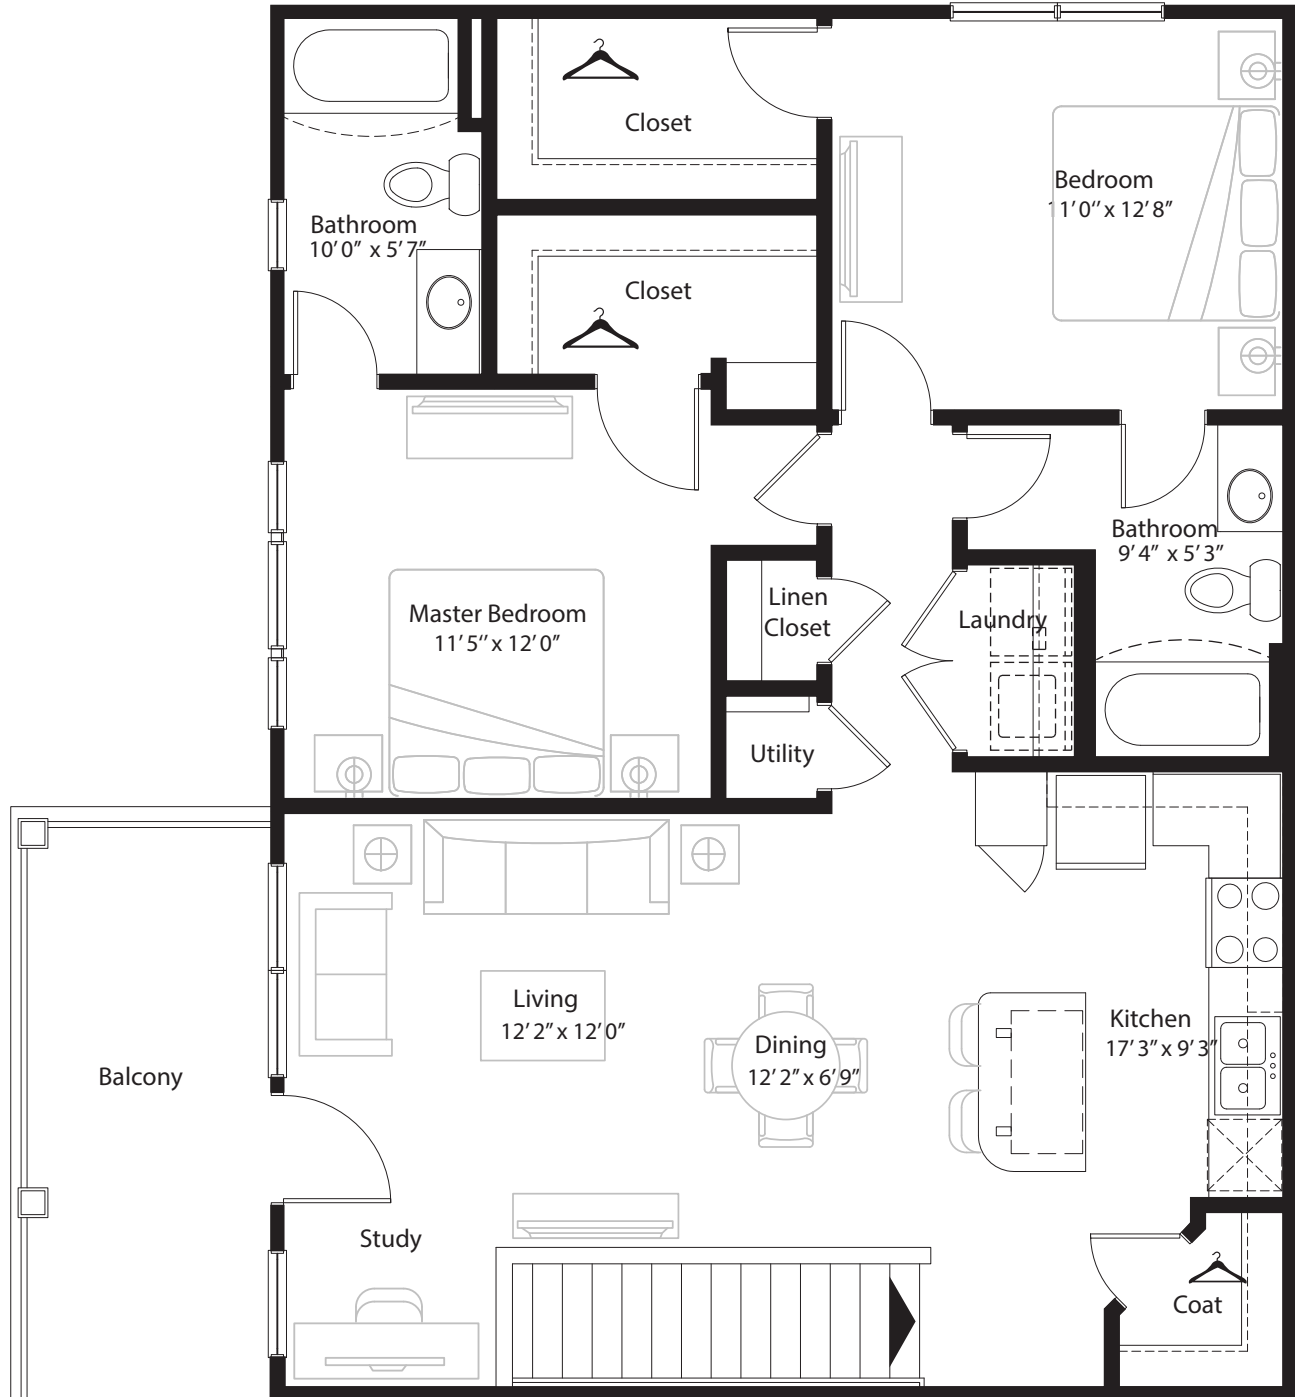 Closet
Bedroom
11'0" x 12'8"
Bathroom
10'0" x 5'7"
Closet
Bathroom
9'4" x 5'3"
Master Bedroom
11'5" x 12'0"
Linen
Closet
Laundry
Utility
Living
12'2" x 12'0"
Dining
12'2" x 6'9"
Kitchen
17'3" x 9'3"
Balcony
Study
Coat